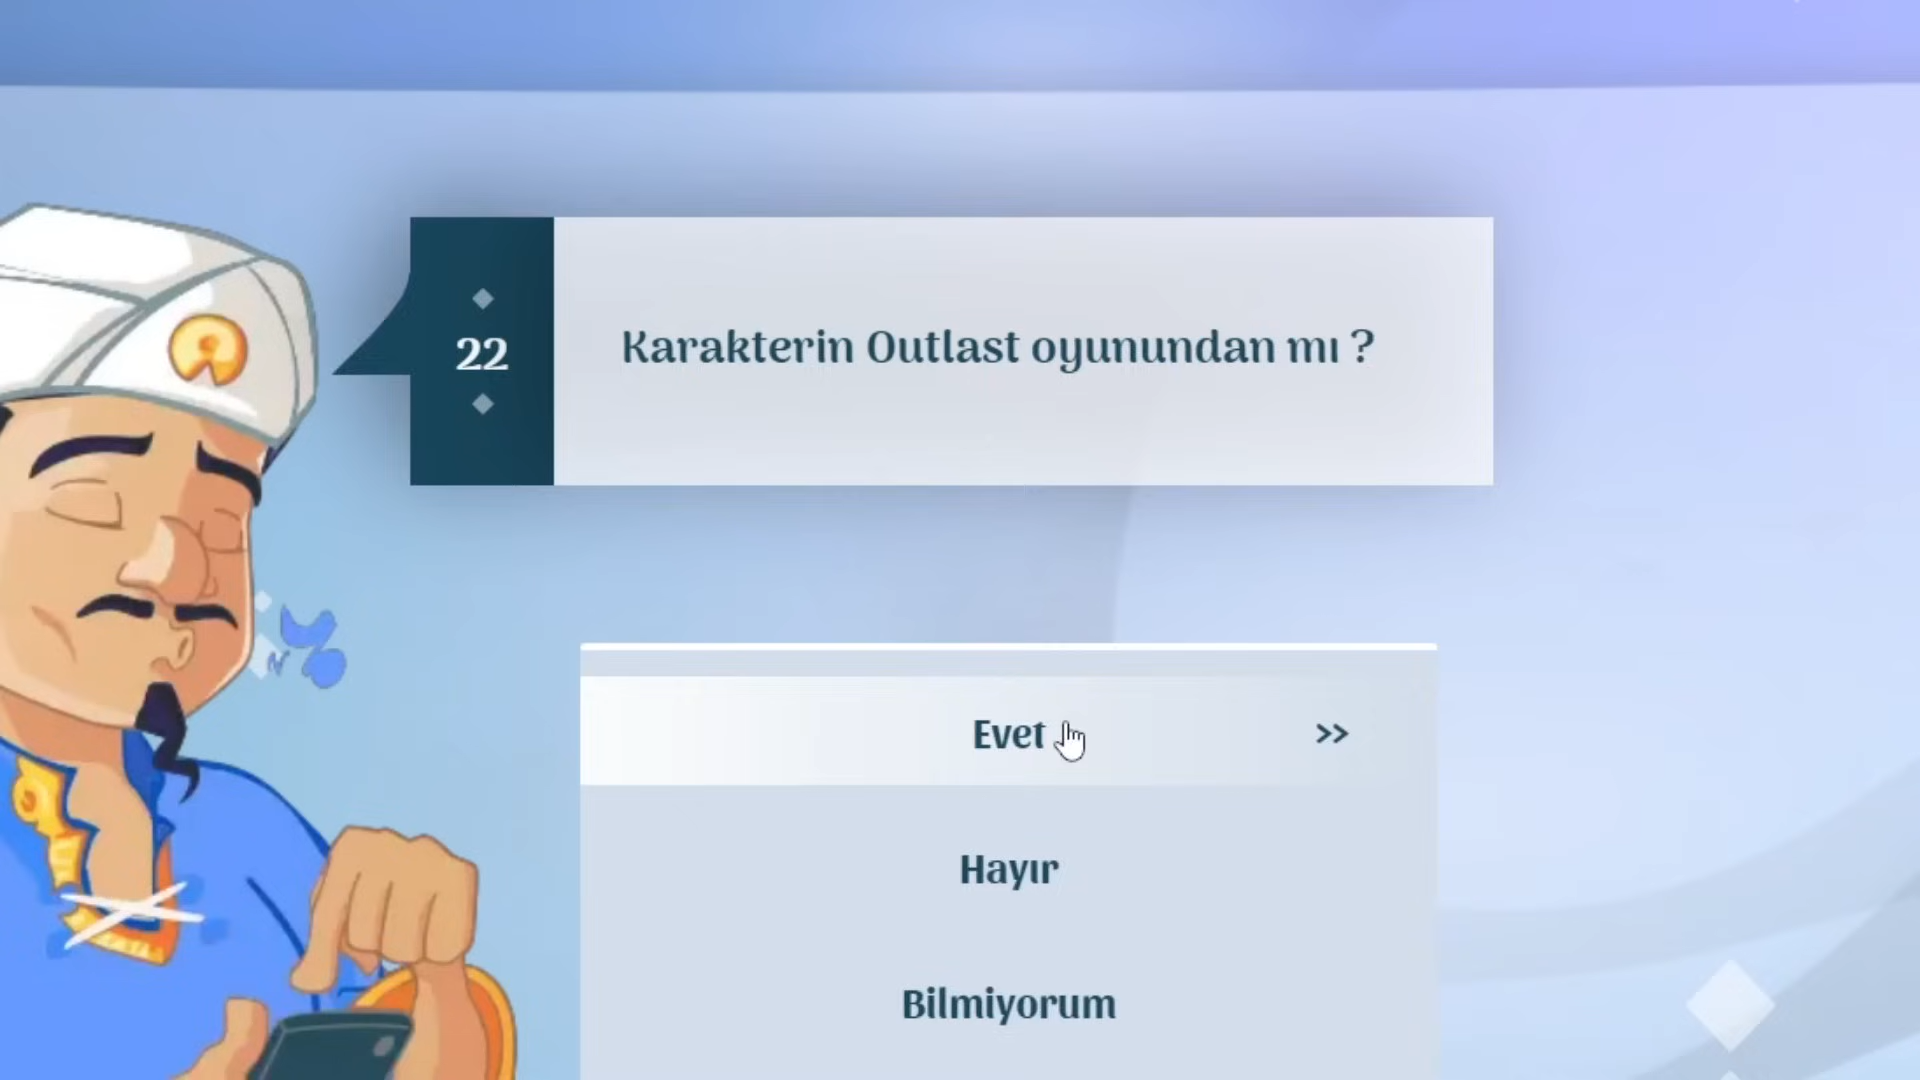 22
Karakterin Outlast oyunundan mı ?
Evet >>
Hayır
Bilmiyorum